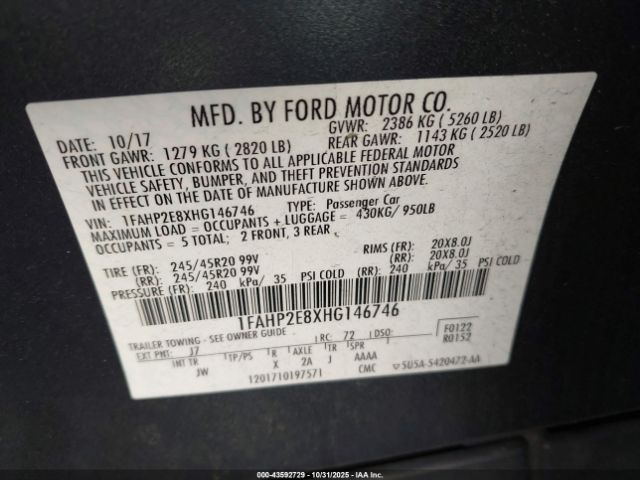 MFD. BY FORD MOTOR CO.
DATE: 10/17 GVWR: 2386 KG ( 5260 LB)
FRONT GAWR: 1279 KG ( 2820 LB) REAR GAWR: 1143 KG ( 2520 LB)
THIS VEHICLE CONFORMS TO ALL APPLICABLE FEDERAL MOTOR
VEHICLE SAFETY, BUMPER, AND THEFT PREVENTION STANDARDS
IN EFFECT ON THE DATE OF MANUFACTURE SHOWN ABOVE.
VIN: 1FAHP2E8XHG146746 TYPE: Passenger Car
MAXIMUM LOAD = OCCUPANTS + LUGGAGE = 430KG/ 950LB
OCCUPANTS = 5 TOTAL; 2 FRONT, 3 REAR
TIRE (FR): 245/45R20 99V RIMS (FR): 20X8.0J
(RR): 245/45R20 99V (RR): 20X8.0J
PRESSURE (FR): 240 kPa/ 35 PSI COLD (RR): 240 kPa/ 35 PSI COLD
1FAHP2E8XHG146746
TRAILER TOWING - SEE OWNER GUIDE
EXT PNT: J7 RC: 72 DSO: F0122
R0152
INT TR TP/PS R AXLE TR SPR
JW X 2A J AAAA
1201710197571 CMC 5U5A-5420472-AA
000-43592729 - 10/31/2025 - IAAI.com